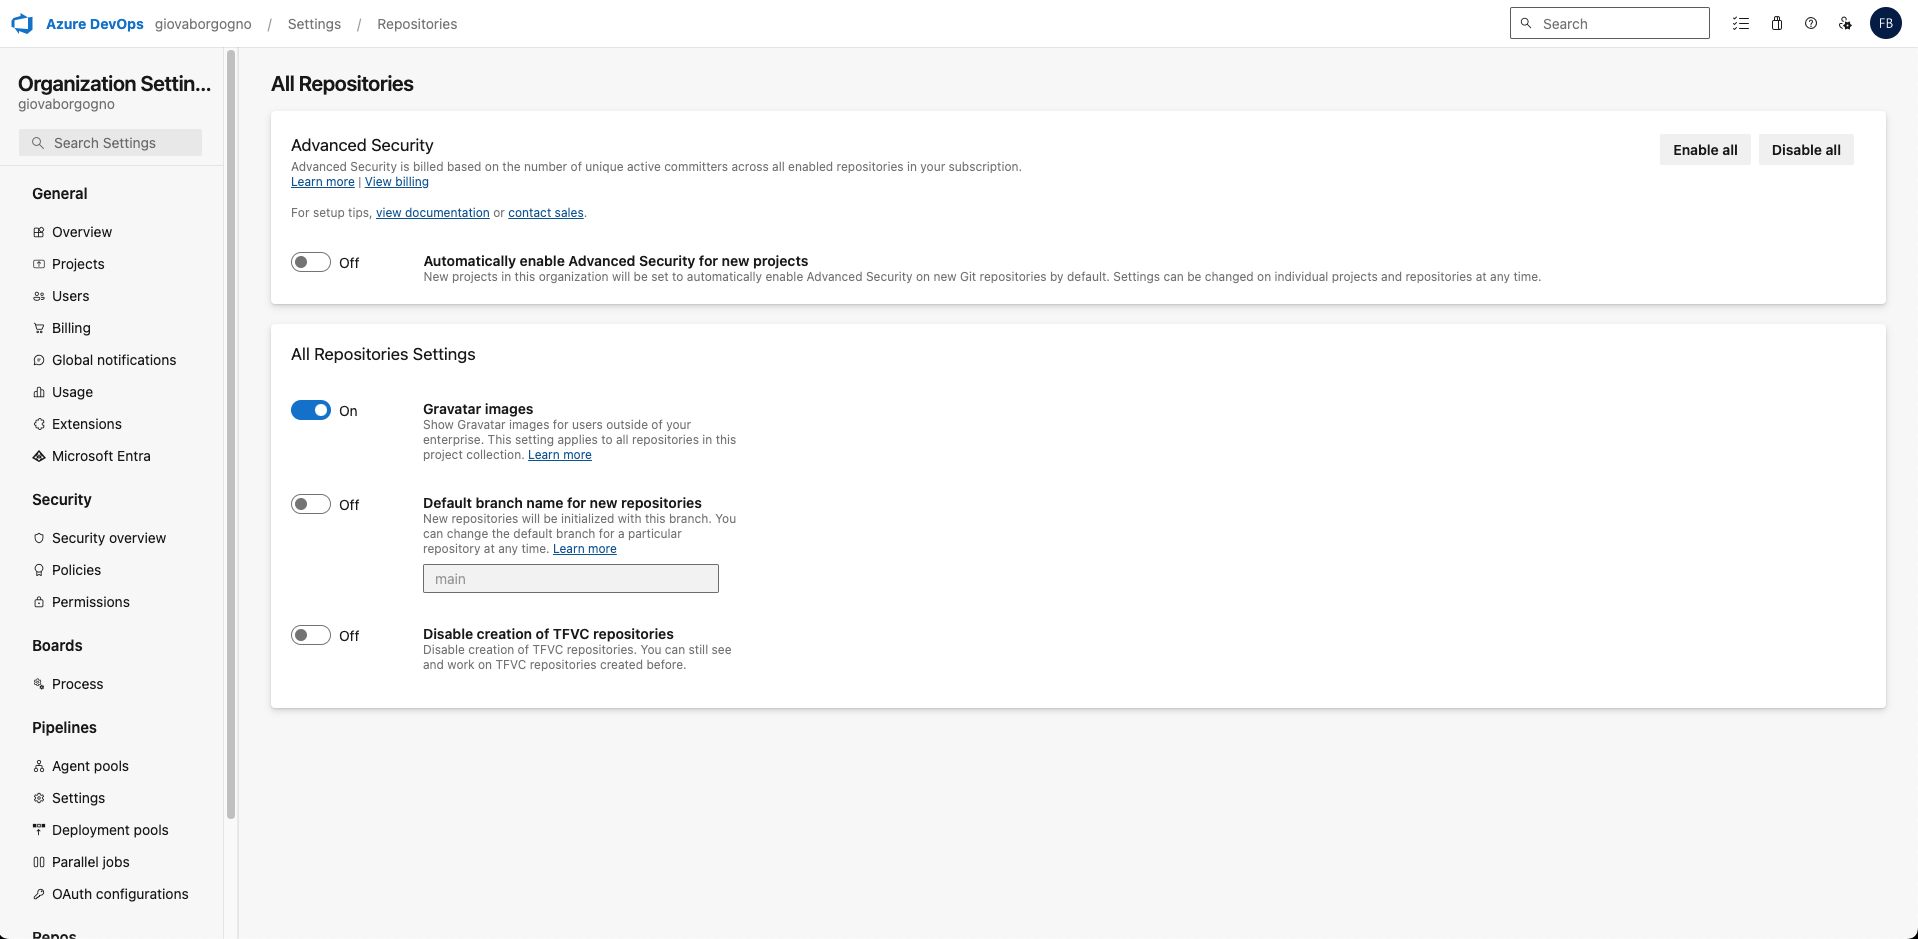 Azure DevOps giovaborgogno / Settings / Repositories
Search
FB
Organization Settin...
giovaborgogno
Search Settings
General
Overview
Projects
Users
Billing
Global notifications
Usage
Extensions
Microsoft Entra
Security
Security overview
Policies
Permissions
Boards
Process
Pipelines
Agent pools
Settings
Deployment pools
Parallel jobs
OAuth configurations
Repos
All Repositories
Advanced Security
Enable all
Disable all
Advanced Security is billed based on the number of unique active committers across all enabled repositories in your subscription.
Learn more | View billing
For setup tips, view documentation or contact sales.
Off
Automatically enable Advanced Security for new projects
New projects in this organization will be set to automatically enable Advanced Security on new Git repositories by default. Settings can be changed on individual projects and repositories at any time.
All Repositories Settings
On
Gravatar images
Show Gravatar images for users outside of your
enterprise. This setting applies to all repositories in this
project collection. Learn more
Off
Default branch name for new repositories
New repositories will be initialized with this branch. You
can change the default branch for a particular
repository at any time. Learn more
main
Off
Disable creation of TFVC repositories
Disable creation of TFVC repositories. You can still see
and work on TFVC repositories created before.